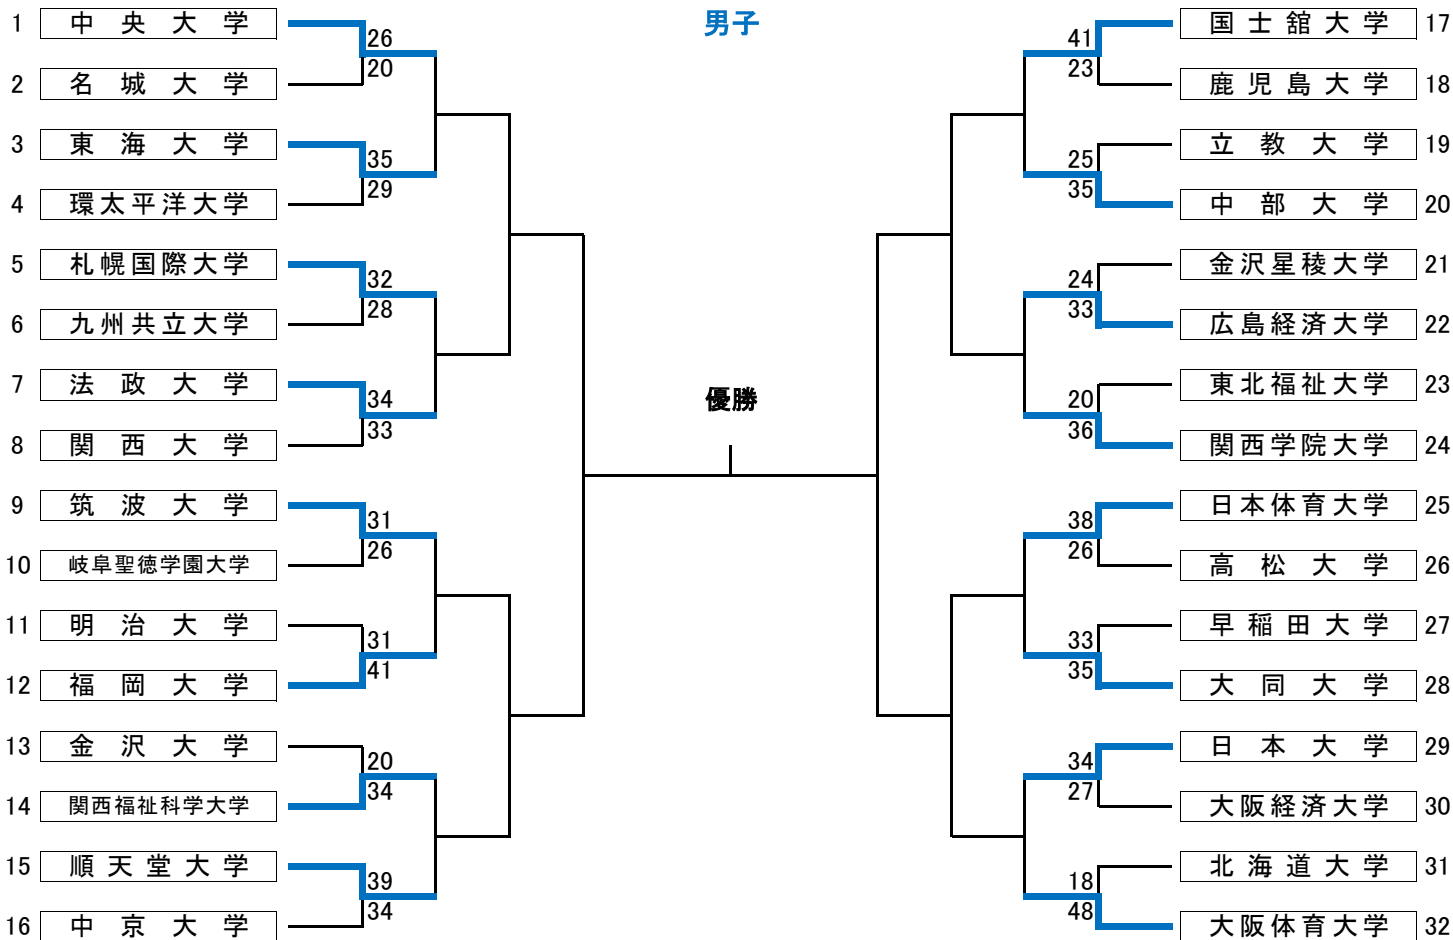 男子
1 中央大学
26
20
2 名城大学
3 東海大学
35
29
4 環太平洋大学
5 札幌国際大学
32
28
6 九州共立大学
7 法政大学
34
33
8 関西大学
9 筑波大学
31
26
10 岐阜聖徳学園大学
11 明治大学
31
41
12 福岡大学
13 金沢大学
20
34
14 関西福祉科学大学
15 順天堂大学
39
34
16 中京大学
優勝
国士舘大学 17
41
23
鹿児島大学 18
立教大学 19
25
35
中部大学 20
金沢星稜大学 21
24
33
広島経済大学 22
東北福祉大学 23
20
36
関西学院大学 24
日本体育大学 25
38
26
高松大学 26
早稲田大学 27
33
35
大同大学 28
日本大学 29
34
27
大阪経済大学 30
北海道大学 31
18
48
大阪体育大学 32